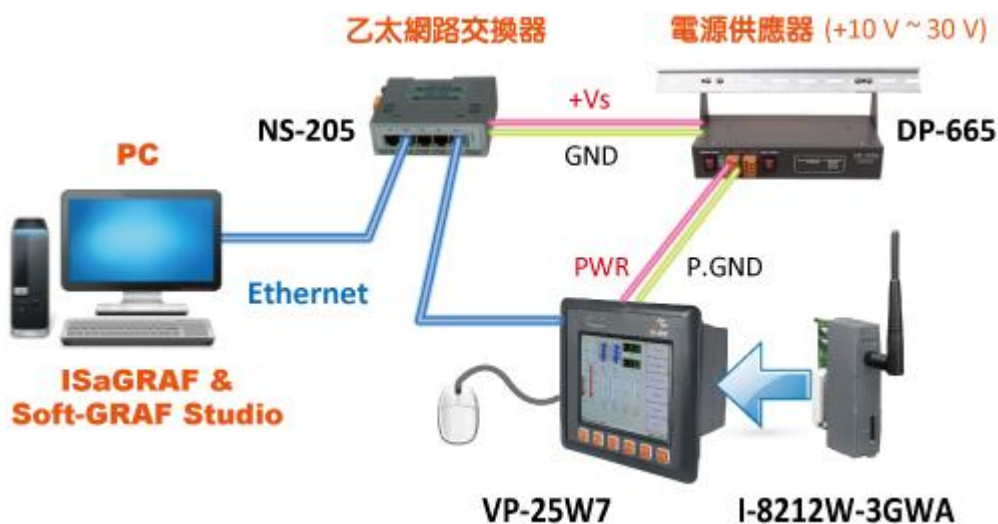 乙太網路交換器
電源供應器 (+10 V ~ 30 V)
NS-205
+Vs
GND
DP-665
PC
Ethernet
PWR
P.GND
ISaGRAF &
Soft-GRAF Studio
VP-25W7
I-8212W-3GWA